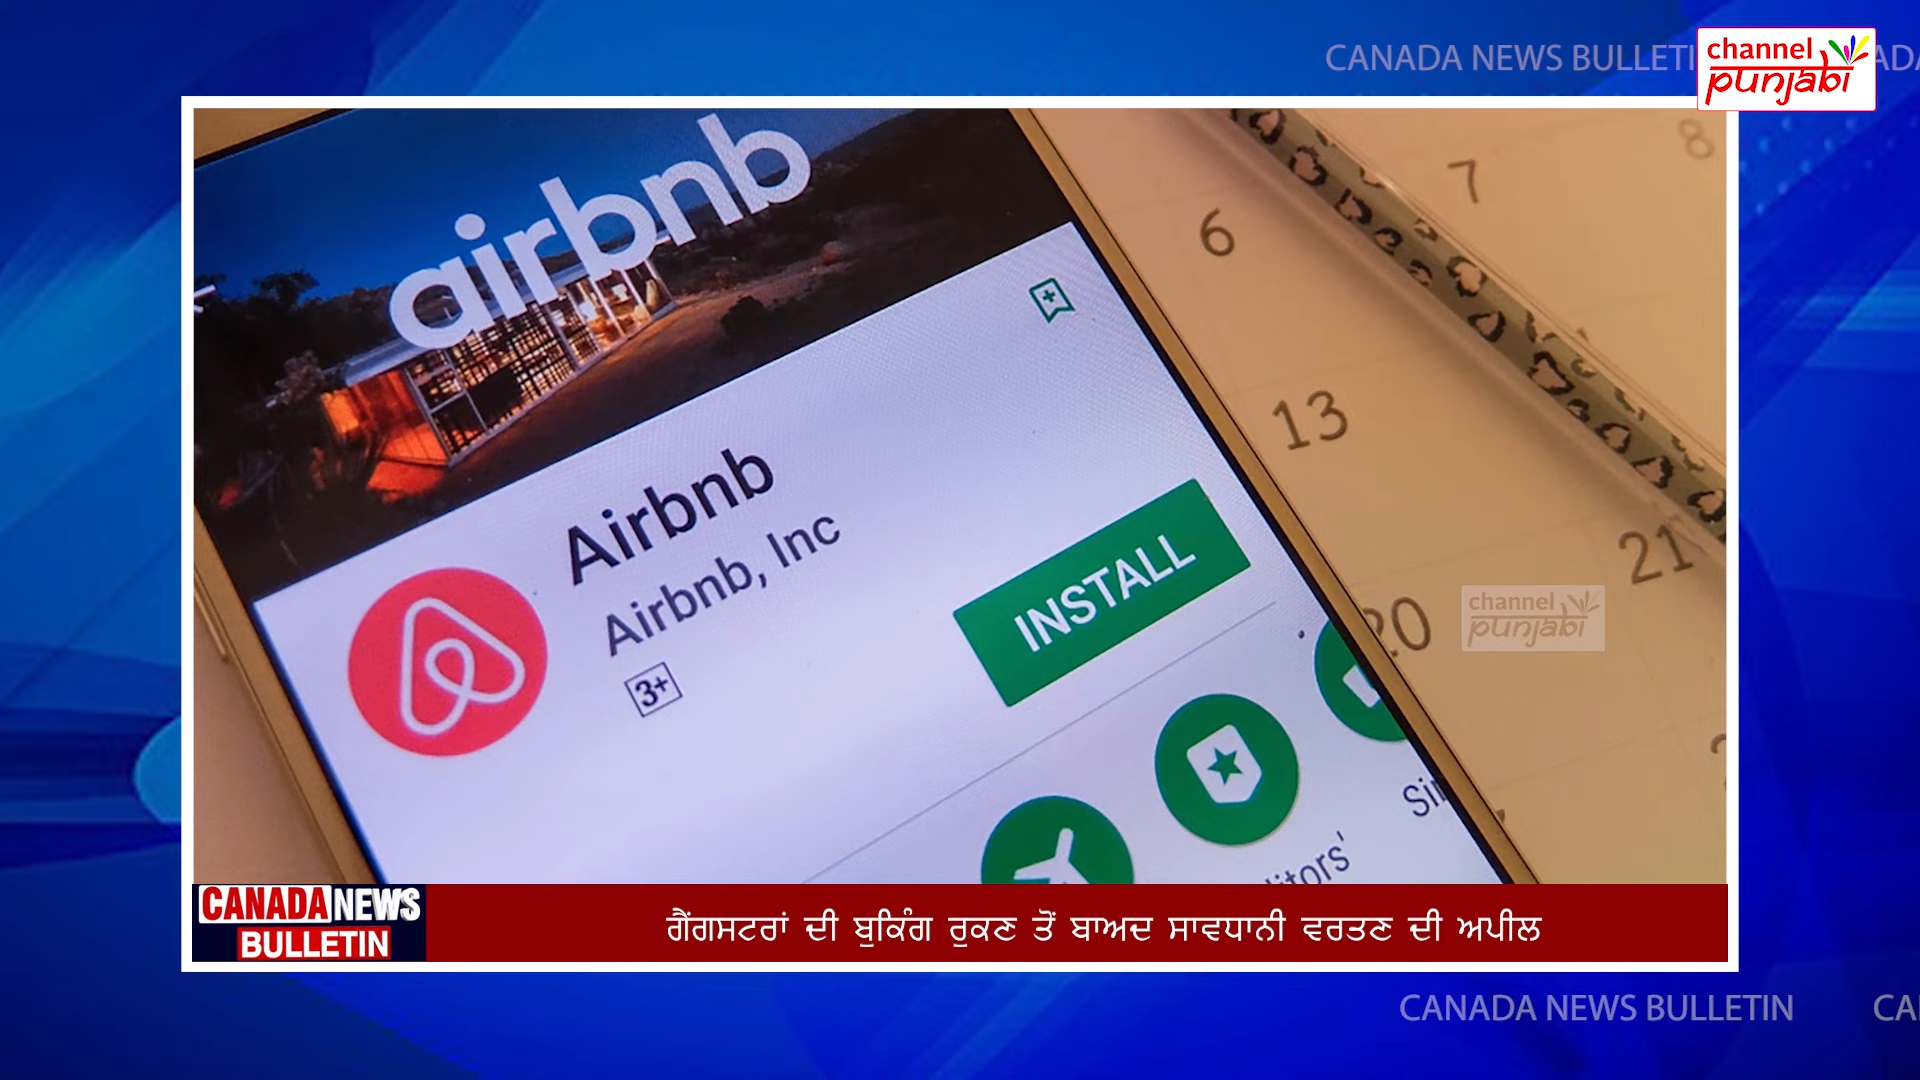 CANADA NEWS BULLETI
channel
punjabi
airbnb
8
7
6
Airbnb
Airbnb, Inc
INSTALL
3+
13
21
20
channel
punjabi
CANADA NEWS
BULLETIN
ਗੈਂਗਸਟਰਾਂ ਦੀ ਬੁਕਿੰਗ ਰੁਕਣ ਤੋਂ ਬਾਅਦ ਸਾਵਧਾਨੀ ਵਰਤਣ ਦੀ ਅਪੀਲ
CANADA NEWS BULLETIN